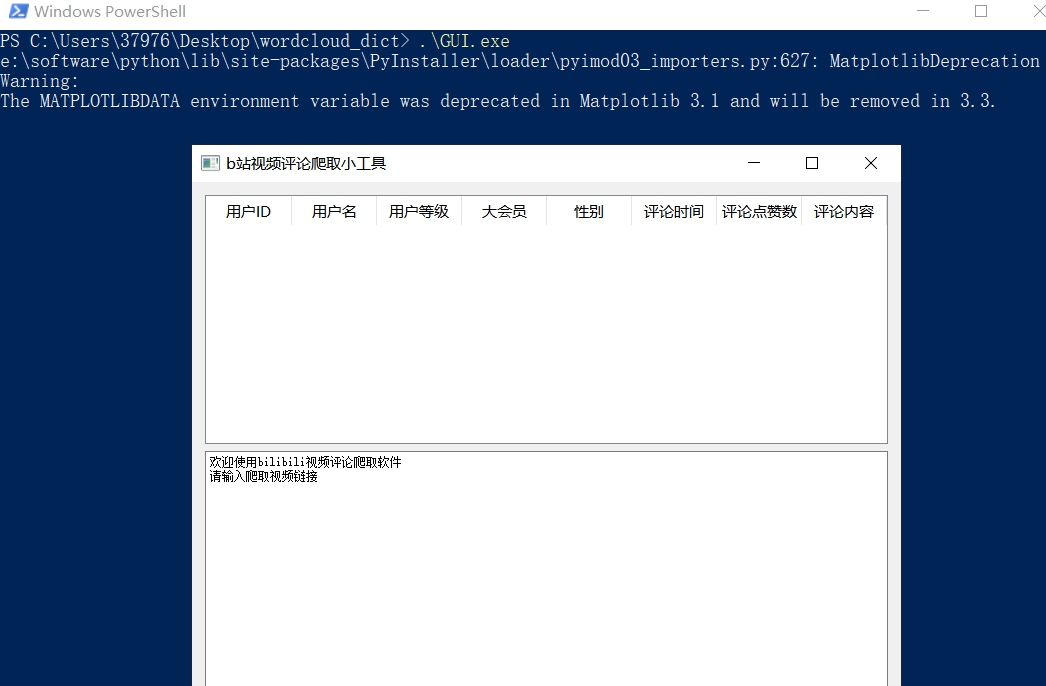 Windows PowerShell
PS C:\Users\37976\Desktop\wordcloud_dict> .\GUI.exe
e:\software\python\lib\site-packages\PyInstaller\loader\pyimod03_importers.py:627: MatplotlibDeprecation
Warning:
The MATPLOTLIBDATA environment variable was deprecated in Matplotlib 3.1 and will be removed in 3.3.
b站视频评论爬取小工具
用户ID 用户名 用户等级 大会员 性别 评论时间 评论点赞数 评论内容
欢迎使用bilibili视频评论爬取软件
请输入爬取视频链接